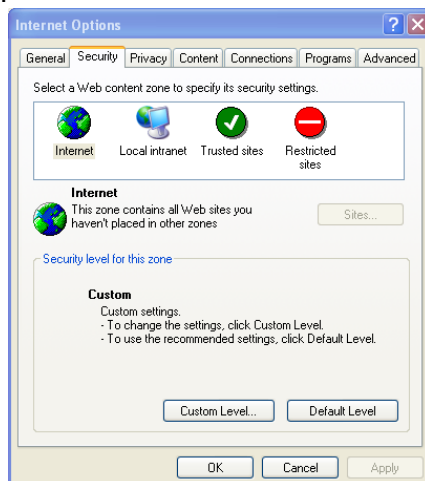 Internet Options
General Security Privacy Content Connections Programs Advanced
Select a Web content zone to specify its security settings.
Internet Local intranet Trusted sites Restricted
sites
Internet
This zone contains all Web sites you
haven't placed in other zones
Sites...
Security level for this zone
Custom
Custom settings.
- To change the settings, click Custom Level.
- To use the recommended settings, click Default Level.
Custom Level... Default Level
OK Cancel Apply